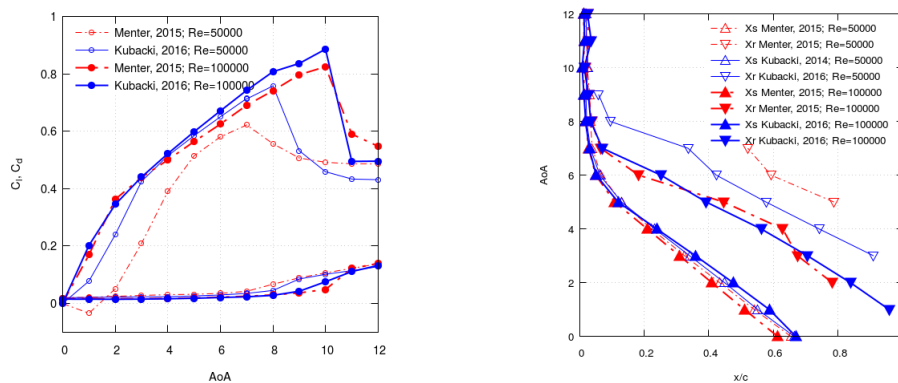 1
0.8
0.6
0.4
0.2
0
0 2 4 6 8 10 12
C_l, C_d
AoA
Menter, 2015; Re=50000
Kubacki, 2016; Re=50000
Menter, 2015; Re=100000
Kubacki, 2016; Re=100000
12
10
8
6
4
2
0
0 0.2 0.4 0.6 0.8
AoA
x/c
Xs Menter, 2015; Re=50000
Xr Menter, 2015; Re=50000
Xs Kubacki, 2014; Re=50000
Xr Kubacki, 2016; Re=50000
Xs Menter, 2015; Re=100000
Xr Menter, 2015; Re=100000
Xs Kubacki, 2016; Re=100000
Xr Kubacki, 2016; Re=100000